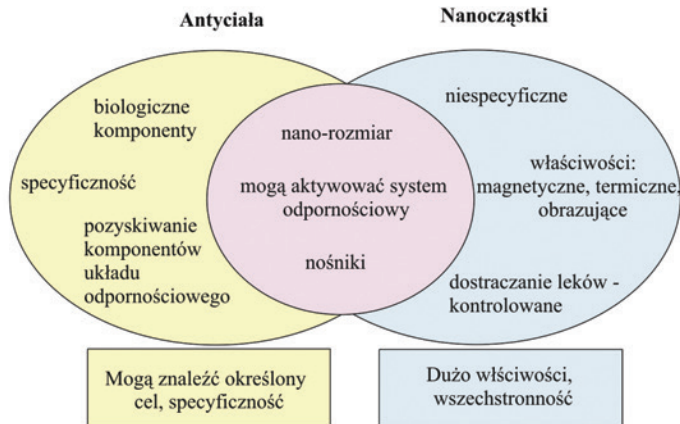 Antyciała
Nanocząstki
biologiczne
komponenty
specyficzność
pozyskiwanie
komponentów
układu
odpornościowego
nano-rozmiar
mogą aktywować system
odpornościowy
nośniki
niespecyficzne
właściwości:
magnetyczne, termiczne,
obrazujące
dostraczanie leków -
kontrolowane
Mogą znaleźć określony
cel, specyficzność
Dużo włściwości,
wszechstronność